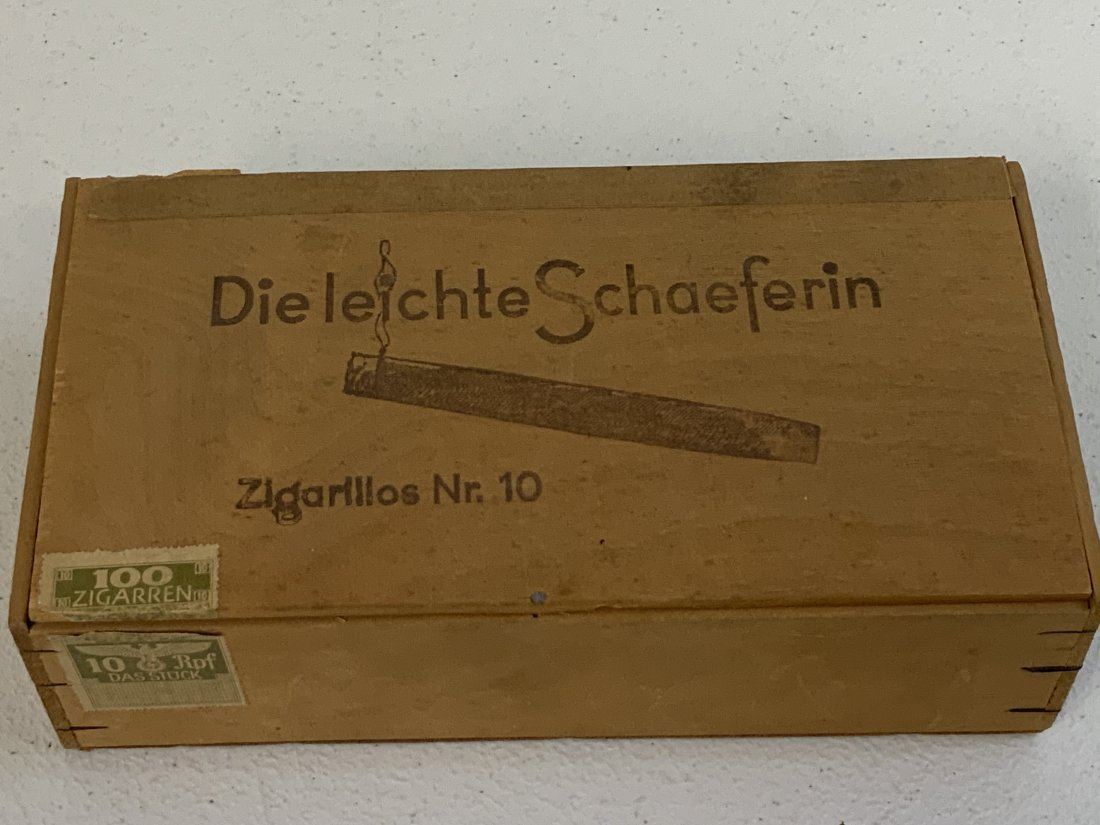 Die leichte Schaeferin
Zigarillos Nr. 10
100
ZIGARREN
10 Rpf
DAS STÜCK